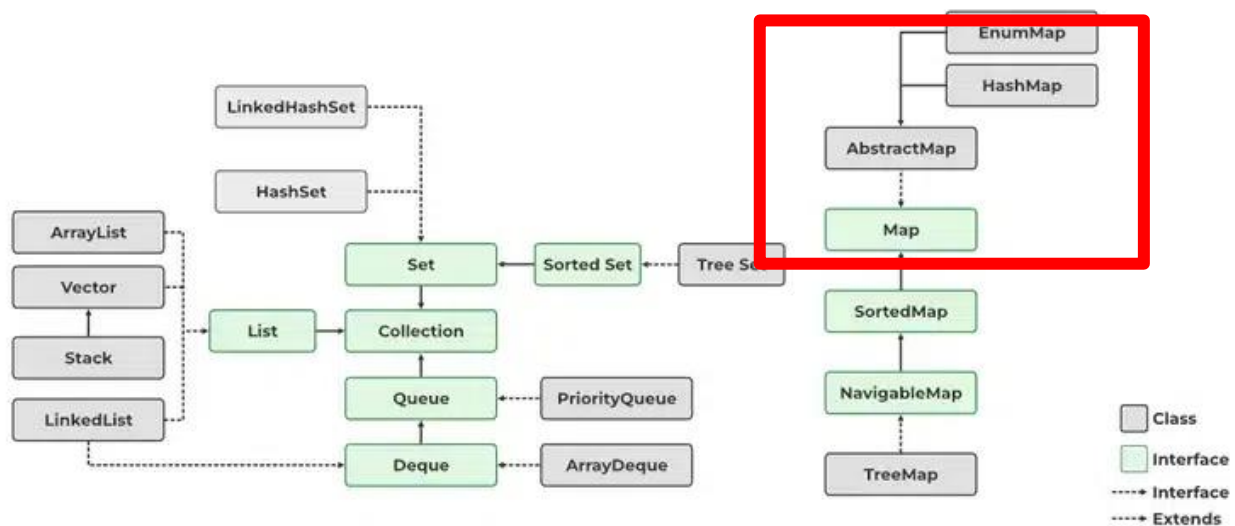 EnumMap
HashMap
LinkedHashSet
AbstractMap
HashSet
ArrayList
Map
Set
Sorted Set
Tree Set
Vector
SortedMap
List
Collection
Stack
NavigableMap
Queue
PriorityQueue
LinkedList
Class
Deque
ArrayDeque
Interface
TreeMap
Interface
Extends